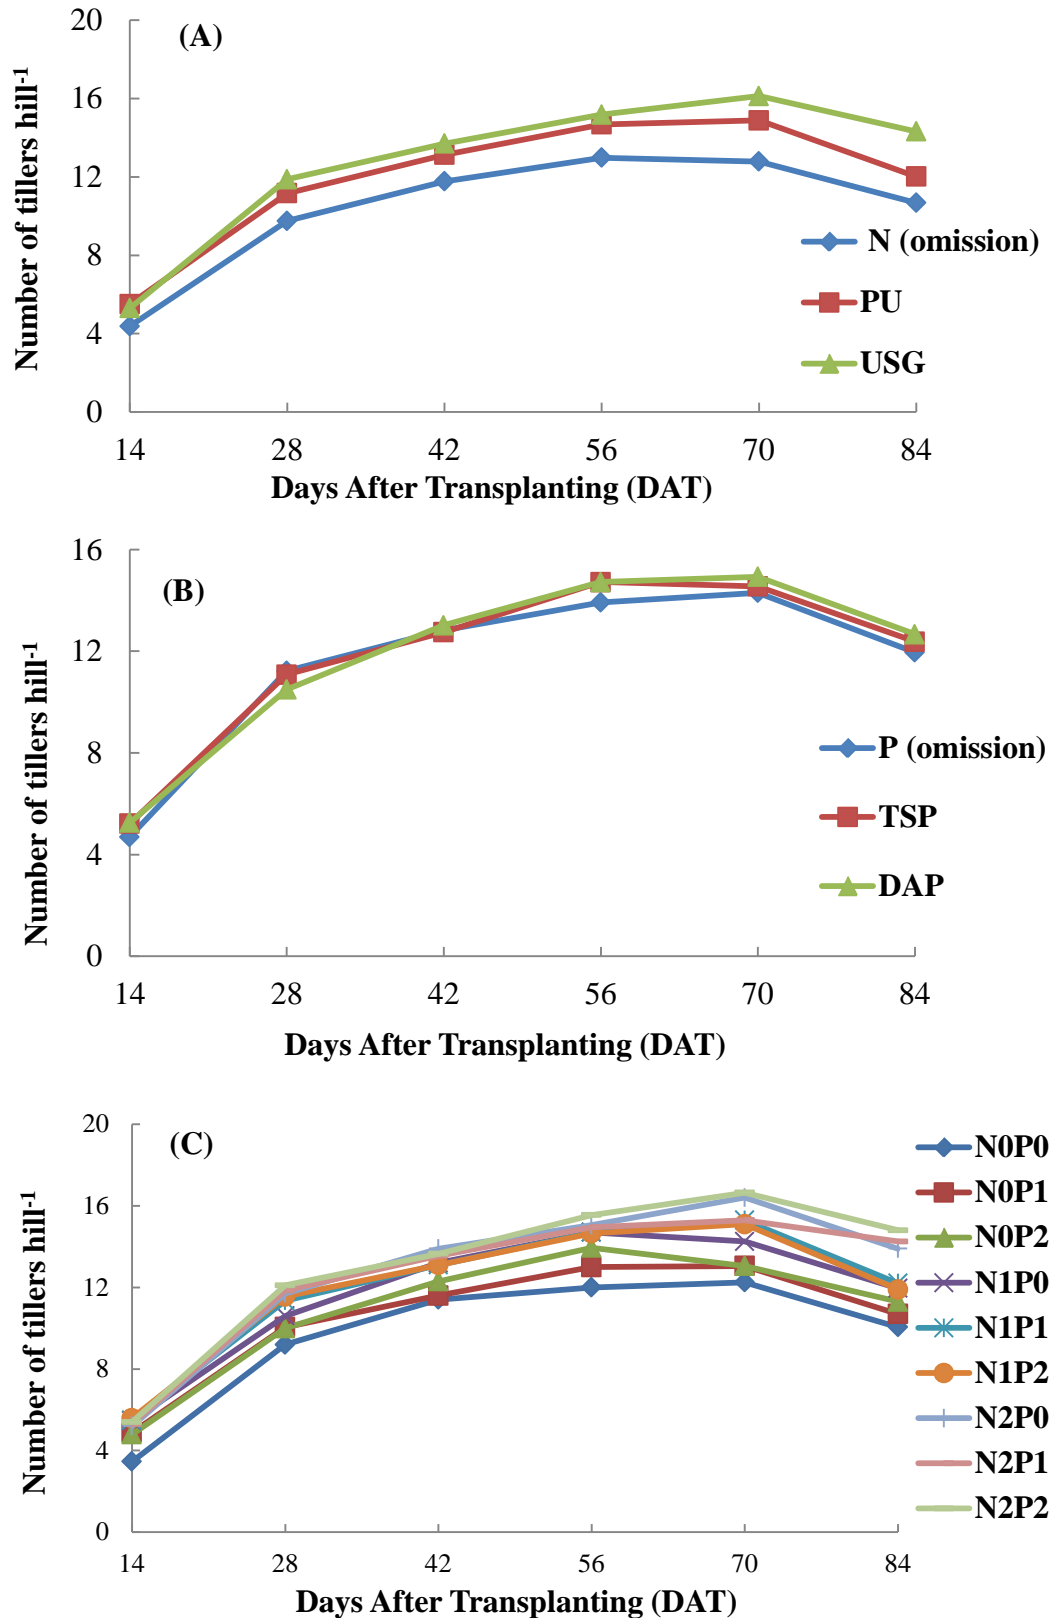 (A)
Number of tillers hill-1
20
16
12
8
4
0
N (omission)
PU
USG
14 28 42 56 70 84
Days After Transplanting (DAT)
(B)
Number of tillers hill-1
16
12
8
4
0
P (omission)
TSP
DAP
14 28 42 56 70 84
Days After Transplanting (DAT)
(C)
Number of tillers hill-1
20
16
12
8
4
0
N0P0
N0P1
N0P2
N1P0
N1P1
N1P2
N2P0
N2P1
N2P2
14 28 42 56 70 84
Days After Transplanting (DAT)